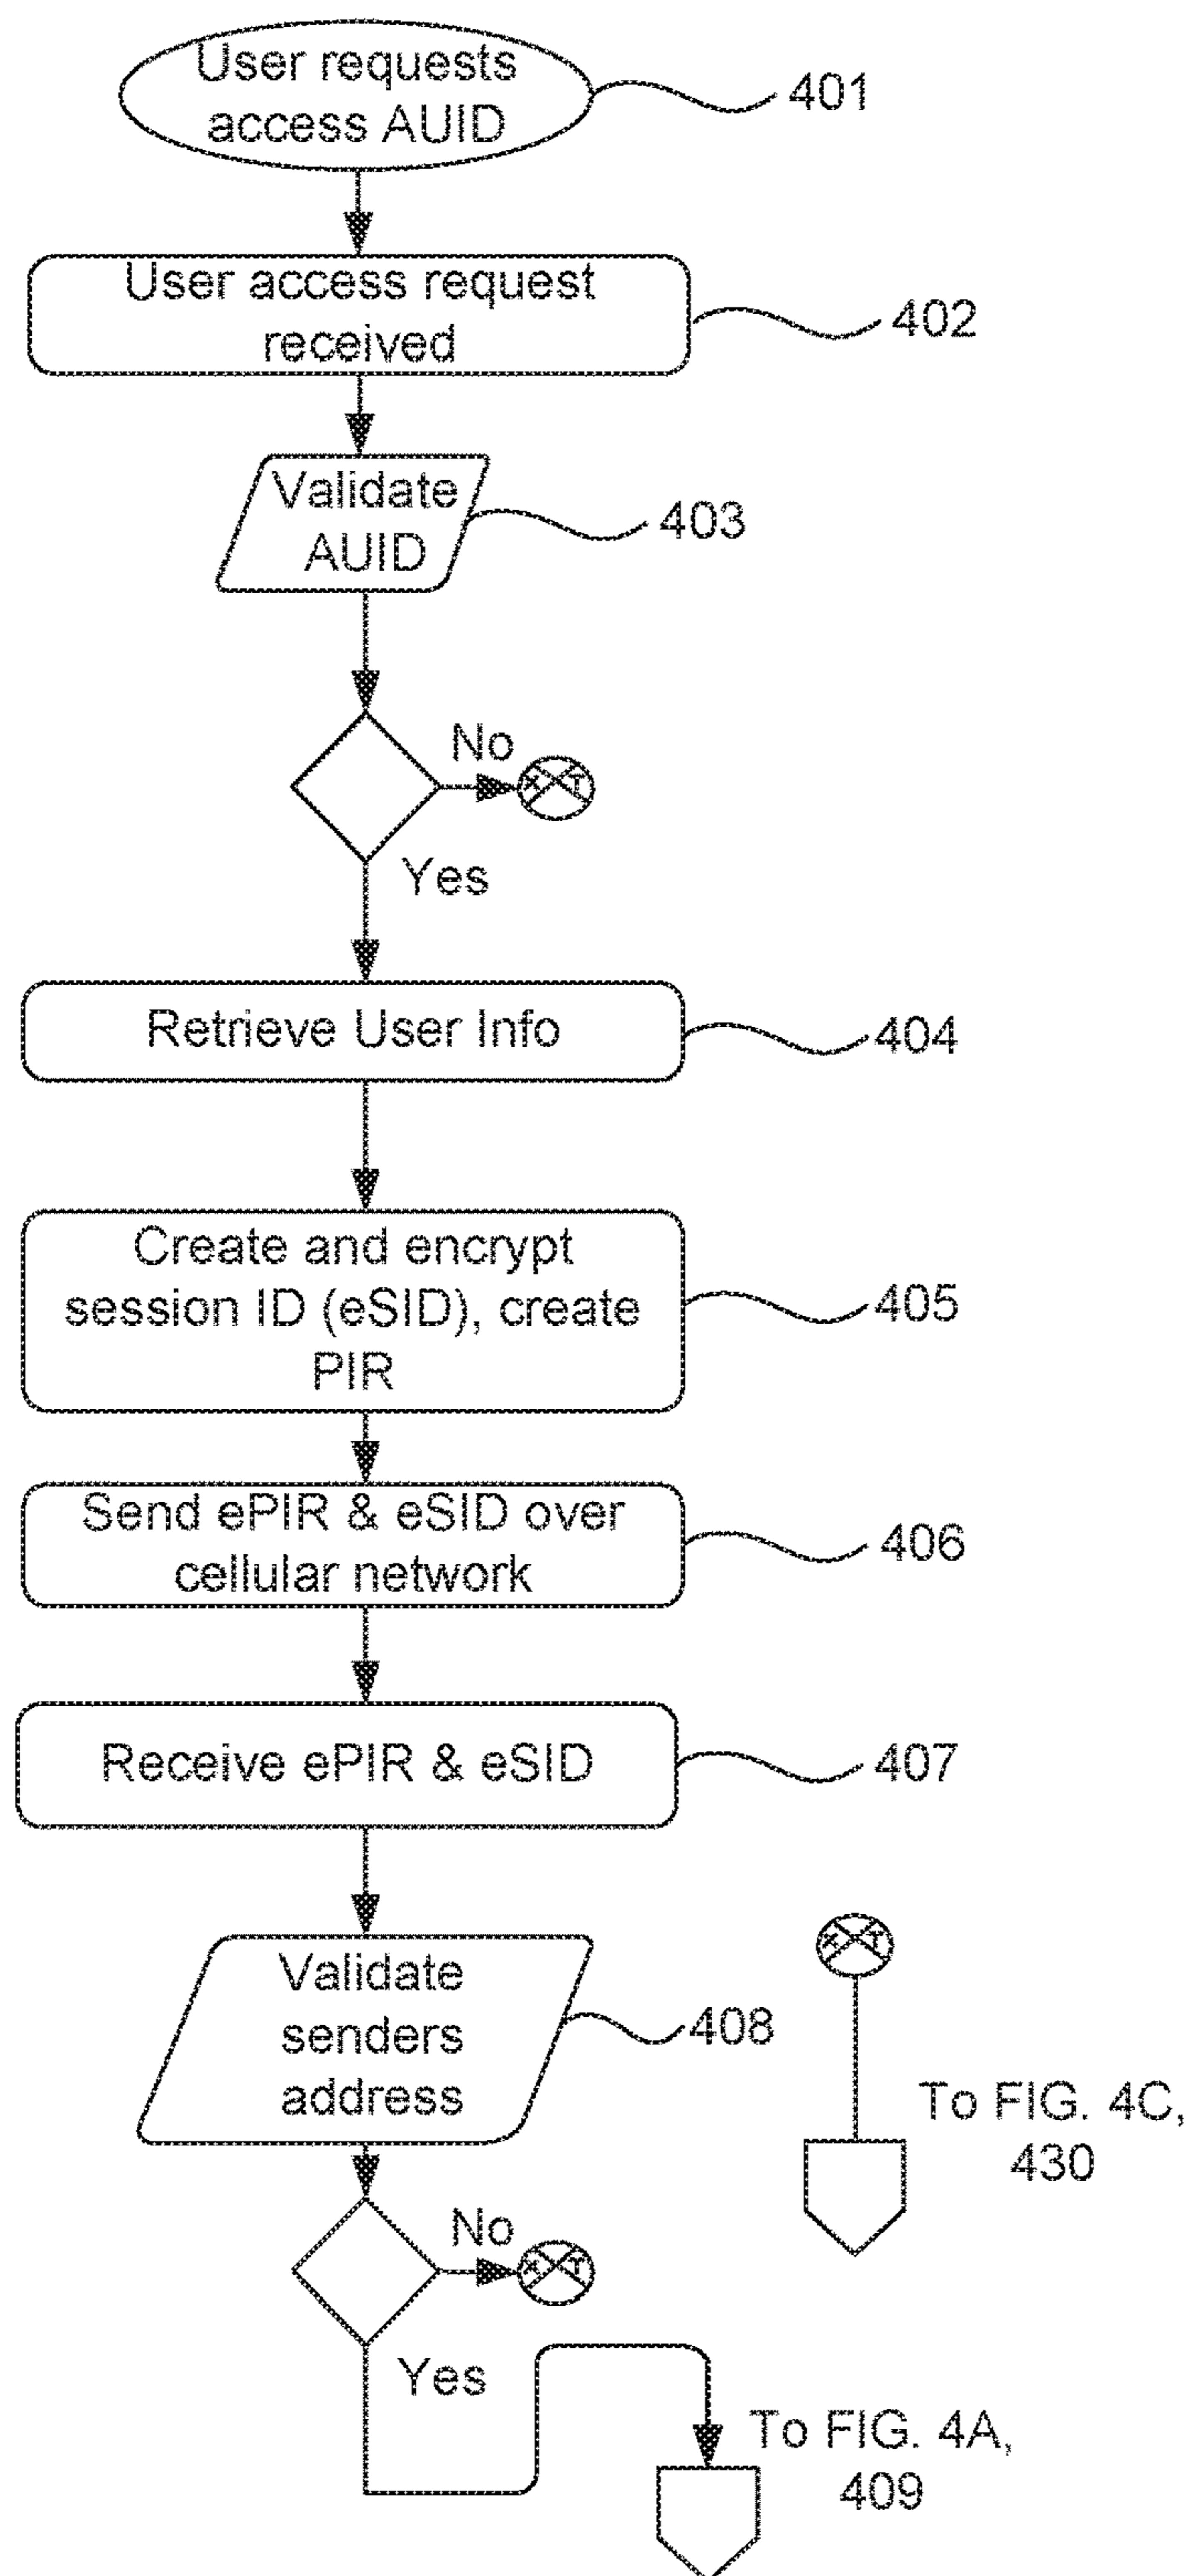 User requests
access AUID
401
User access request
received
402
Validate
AUID
403
No
X T
Yes
Retrieve User Info
404
Create and encrypt
session ID (eSID), create
PIR
405
Send ePIR & eSID over
cellular network
406
Receive ePIR & eSID
407
Validate
senders
address
408
X T
To FIG. 4C,
430
No
X T
Yes
To FIG. 4A,
409